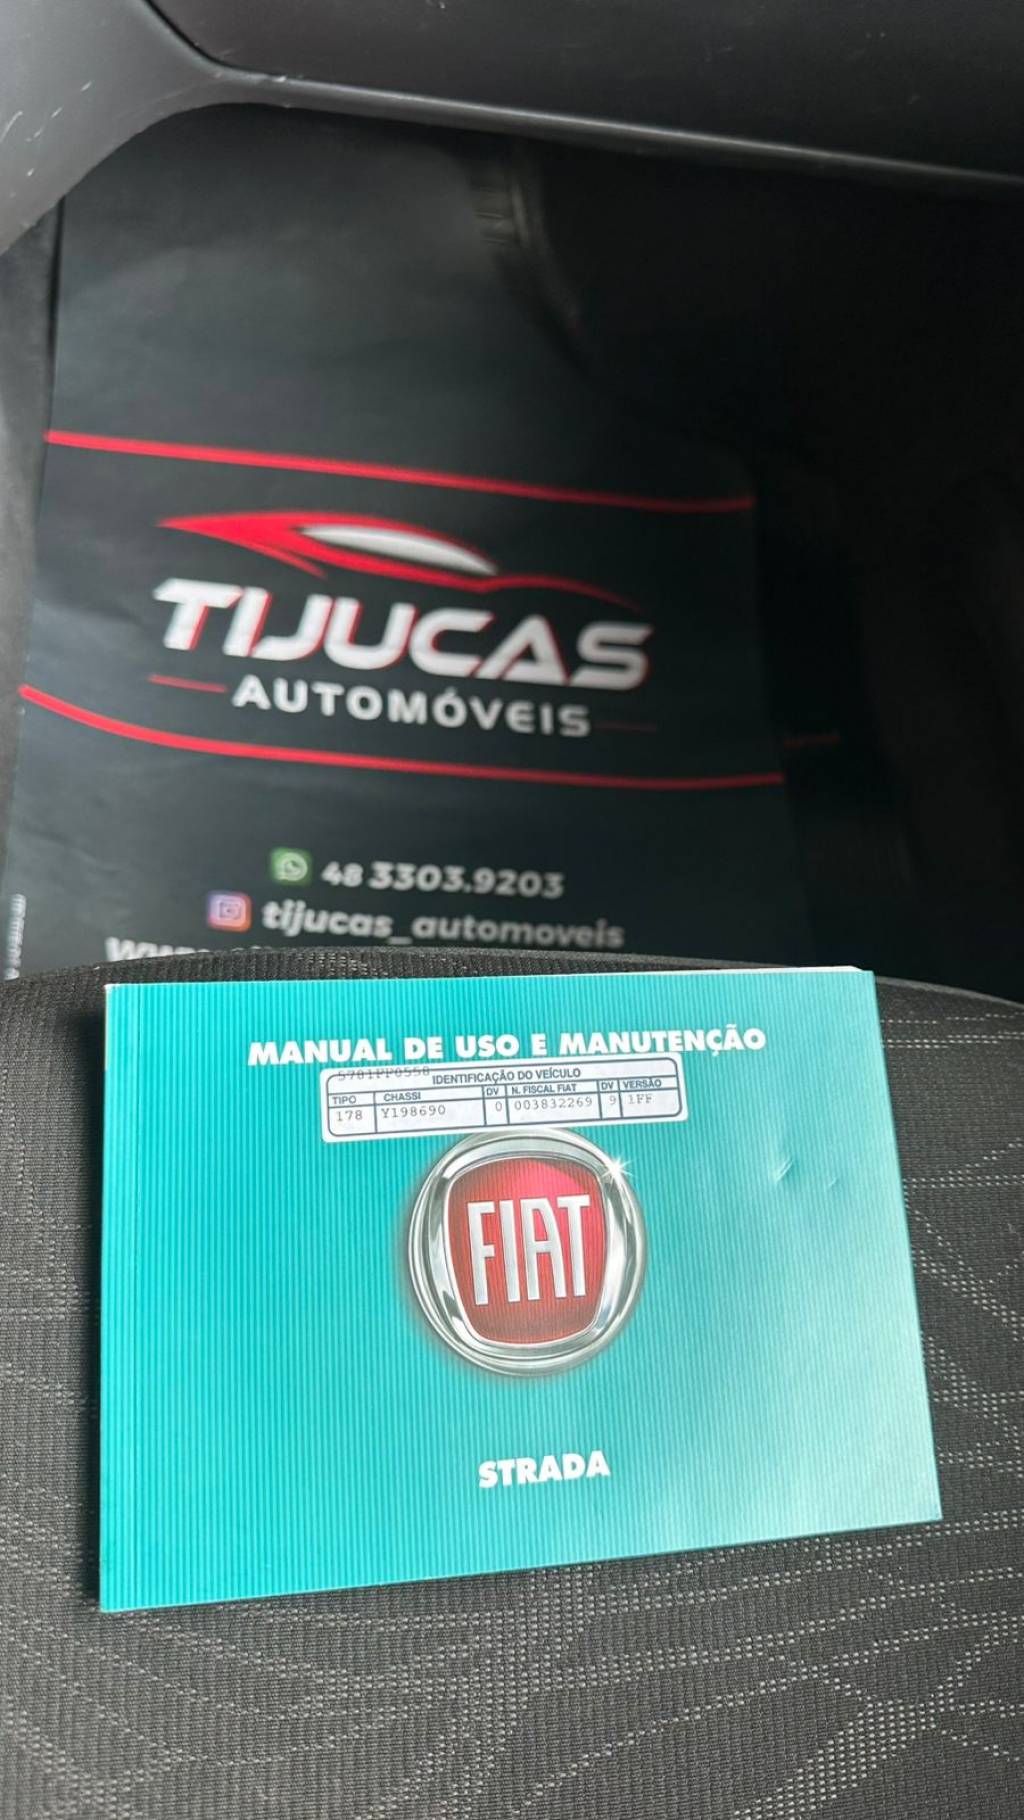 TIJUCAS
AUTOMÓVEIS
48 3303.9203
tijucas_automoveis
MANUAL DE USO E MANUTENÇÃO
IDENTIFICAÇÃO DO VEÍCULO
TIPO CHASSI DV N. FISCAL FIAT DV VERSÃO
178 Y198690 0 003832269 9 1FF
FIAT
STRADA